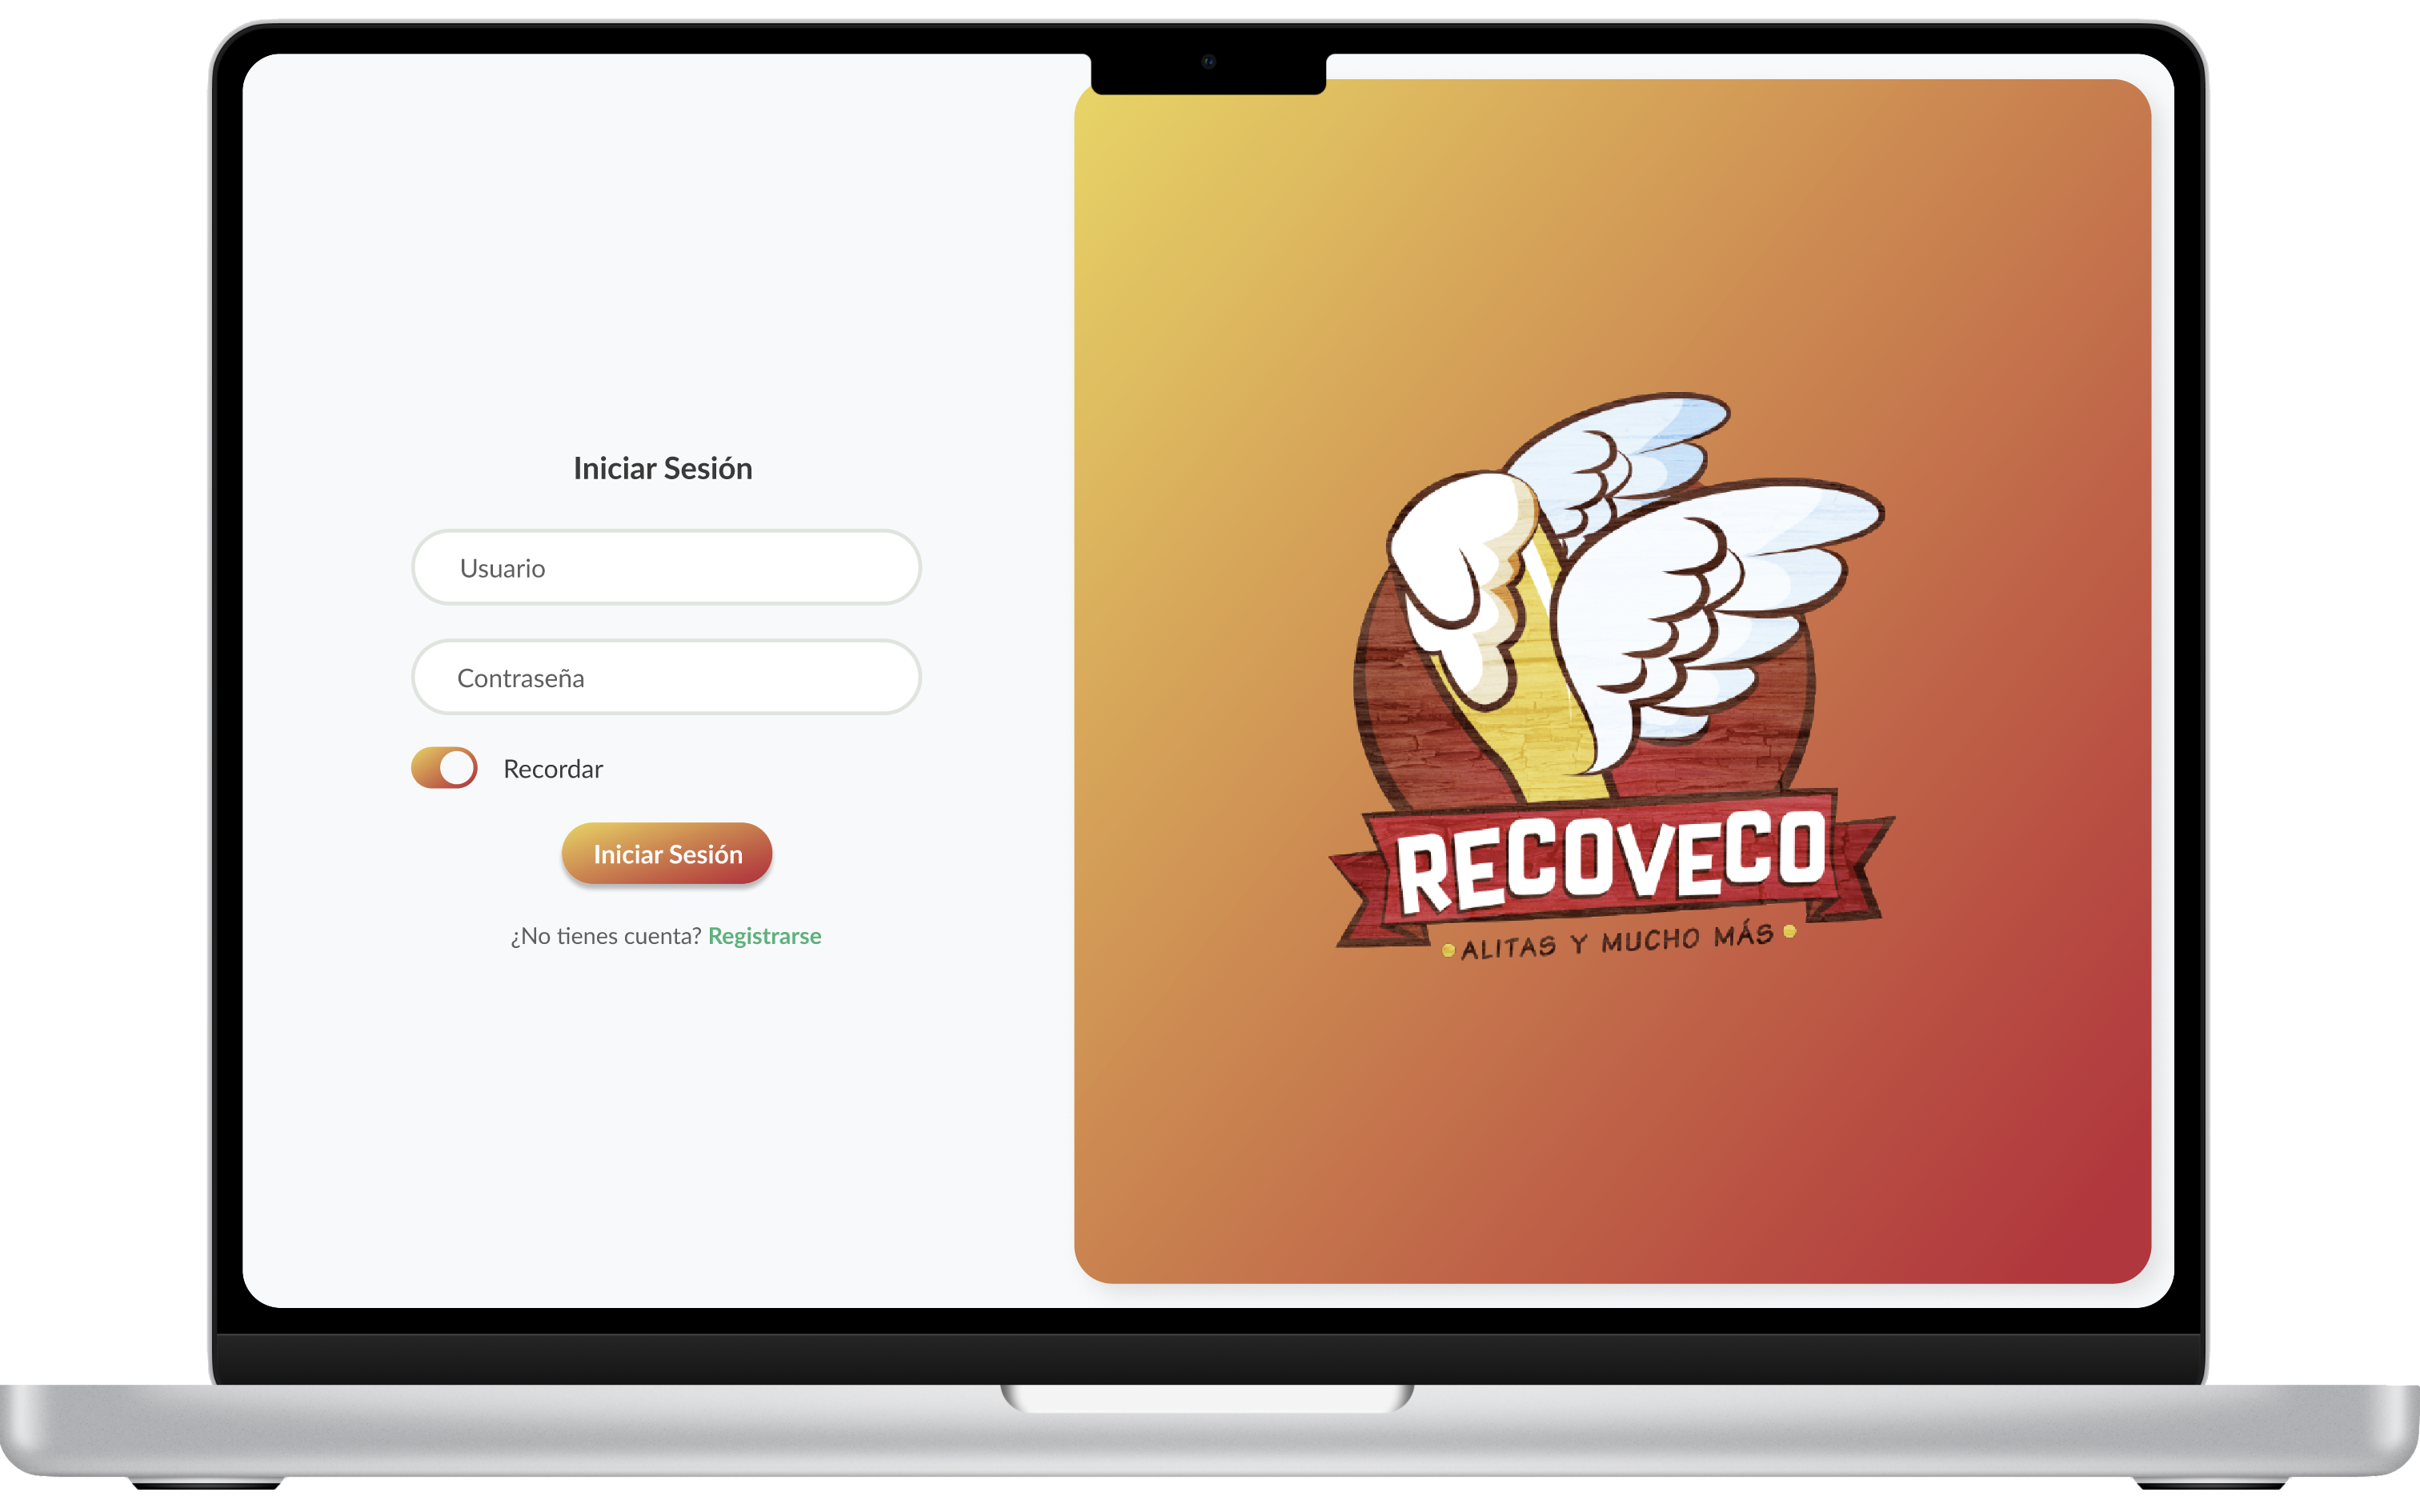 Iniciar Sesión
Usuario
Contraseña
Recordar
Iniciar Sesión
¿No tienes cuenta? Registrarse
RECOVECO
ALITAS Y MUCHO MÁS